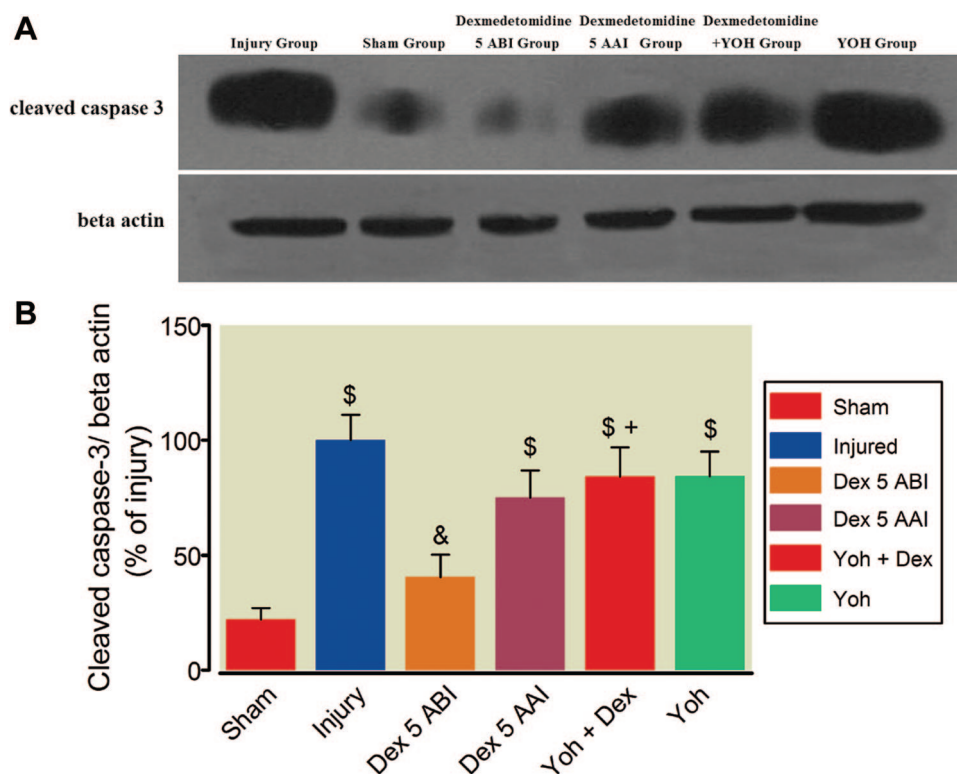 A
Injury Group
Sham Group
Dexmedetomidine
5 ABI Group
Dexmedetomidine
5 AAI Group
Dexmedetomidine
+YOH Group
YOH Group
cleaved caspase 3
beta actin
B
Cleaved caspase-3/ beta actin
(% of injury)
150
100
50
0
$
&
$
$ +
$
Sham
Injury
Dex 5 ABI
Dex 5 AAI
Yoh + Dex
Yoh
Sham
Injured
Dex 5 ABI
Dex 5 AAI
Yoh + Dex
Yoh